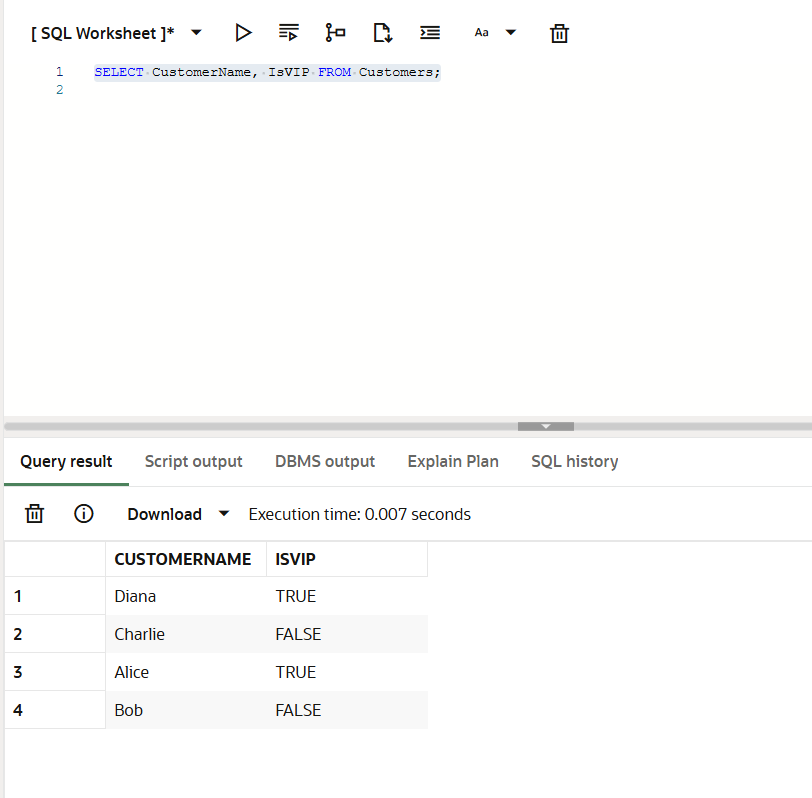 [ SQL Worksheet ]* Aa
1 SELECT CustomerName, IsVIP FROM Customers;
2
Query result Script output DBMS output Explain Plan SQL history
Download Execution time: 0.007 seconds
CUSTOMERNAME ISVIP
1 Diana TRUE
2 Charlie FALSE
3 Alice TRUE
4 Bob FALSE